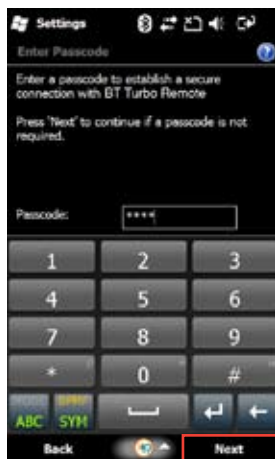 Settings
Enter Passcode
Enter a passcode to establish a secure
connection with BT Turbo Remote
Press 'Next' to continue if a passcode is not
required.
Passcode: ****
1 2 3
4 5 6
7 8 9
* 0 #
ABC SYM
Back Next